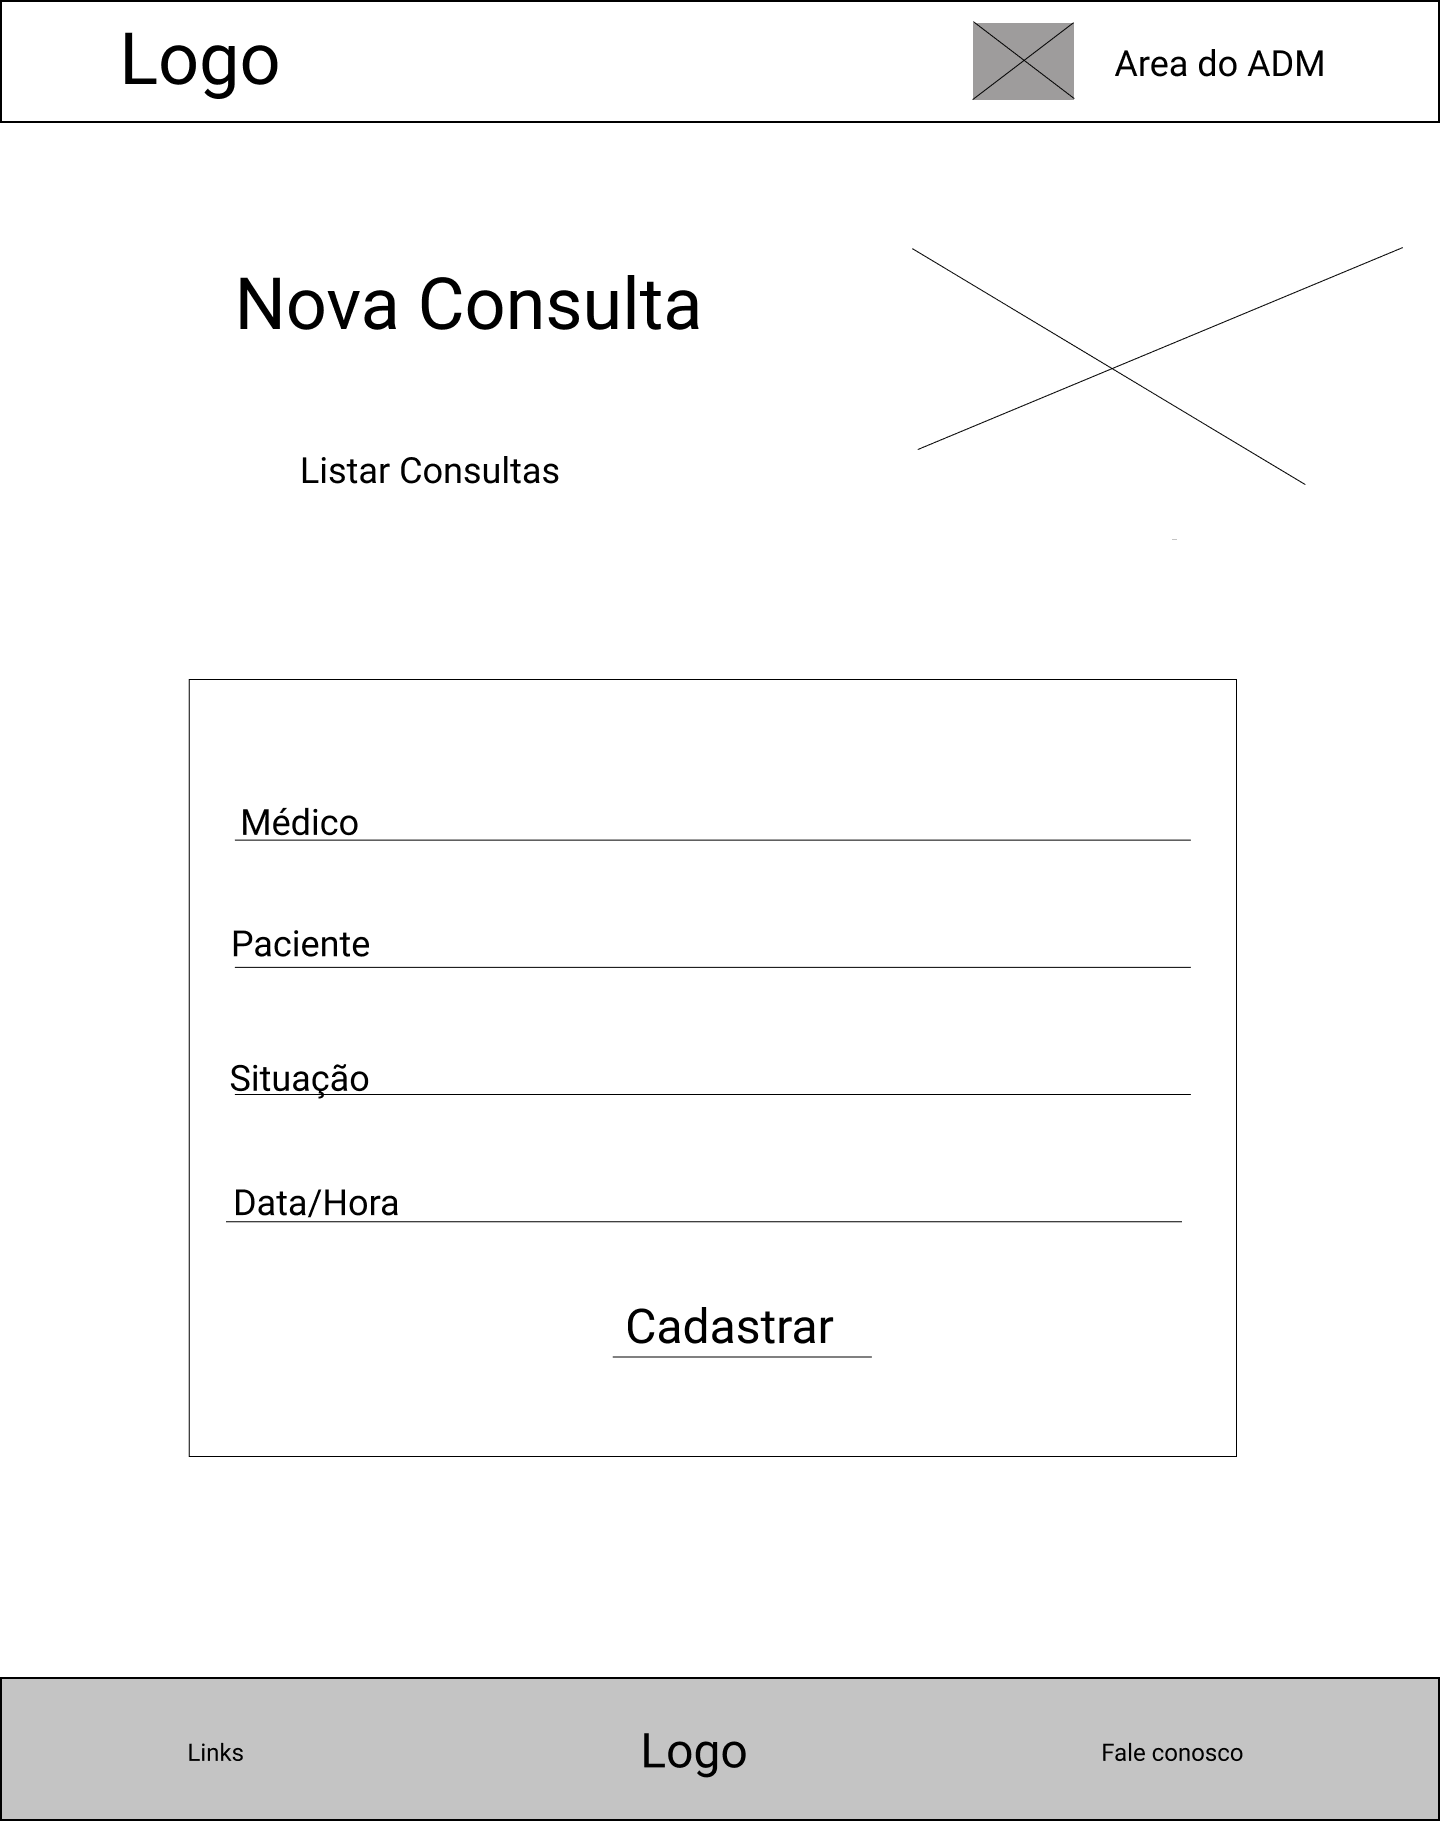 Logo
Area do ADM
Nova Consulta
Listar Consultas
Médico
Paciente
Situação
Data/Hora
Cadastrar
Links
Logo
Fale conosco